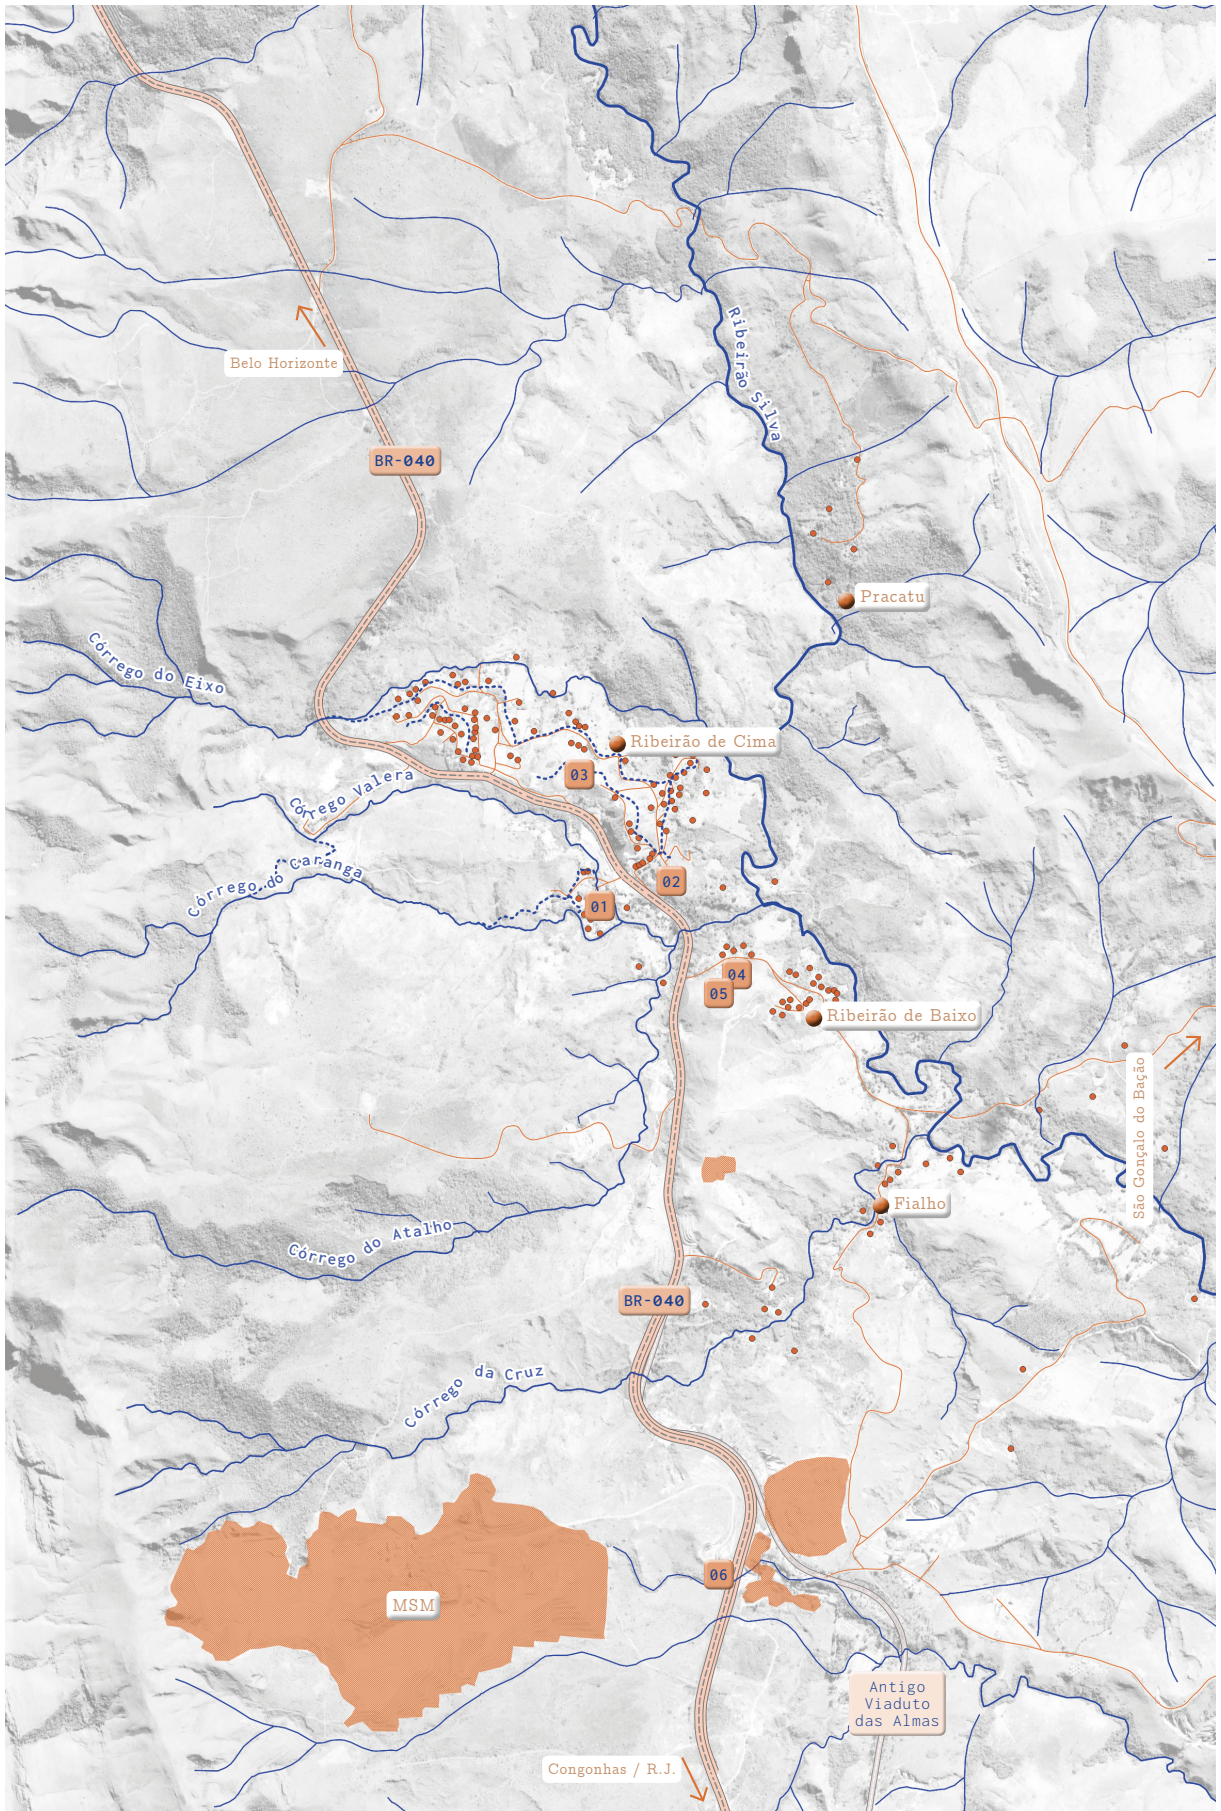 Ribeirão Silva
Belo Horizonte
BR-040
Pracatu
Córrego do Eixo
Ribeirão de Cima
03
Córrego Valera
Córrego do Caranga
02
01
04
05
Ribeirão de Baixo
São Gonçalo do Bação
Fialho
Córrego do Atalho
BR-040
Córrego da Cruz
06
MSM
Antigo
Viaduto
das Almas
Congonhas / R.J.